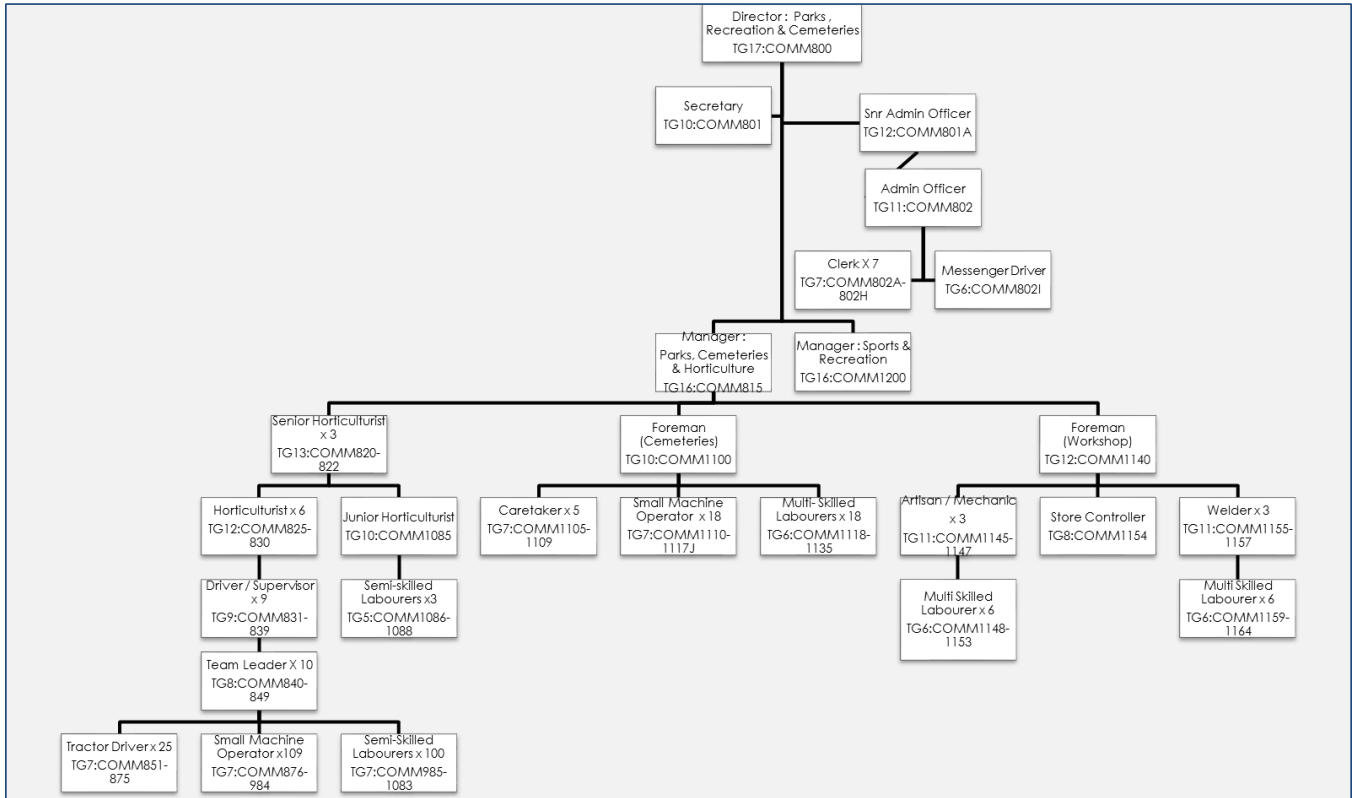 Director : Parks ,
Recreation & Cemeteries
TG17:COMM800
Secretary
TG10:COMM801
Snr Admin Officer
TG12:COMM801A
Admin Officer
TG11:COMM802
Clerk X 7
TG7:COMM802A-
802H
Messenger Driver
TG6:COMM802I
Manager :
Parks, Cemeteries
& Horticulture
TG16:COMM815
Manager : Sports &
Recreation
TG16:COMM1200
Senior Horticulturist
x 3
TG13:COMM820-
822
Foreman
(Cemeteries)
TG10:COMM1100
Foreman
(Workshop)
TG12:COMM1140
Horticulturist x 6
TG12:COMM825-
830
Junior Horticulturist
TG10:COMM1085
Caretaker x 5
TG7:COMM1105-
1109
Small Machine
Operator x 18
TG7:COMM1110-
1117J
Multi- Skilled
Labourers x 18
TG6:COMM1118-
1135
Artisan / Mechanic
x 3
TG11:COMM1145-
1147
Store Controller
TG8:COMM1154
Welder x 3
TG11:COMM1155-
1157
Driver / Supervisor
x 9
TG9:COMM831-
839
Semi-skilled
Labourers x3
TG5:COMM1086-
1088
Multi Skilled
Labourer x 6
TG6:COMM1148-
1153
Multi Skilled
Labourer x 6
TG6:COMM1159-
1164
Team Leader X 10
TG8:COMM840-
849
Tractor Driver x 25
TG7:COMM851-
875
Small Machine
Operator x109
TG7:COMM876-
984
Semi-Skilled
Labourers x 100
TG7:COMM985-
1083